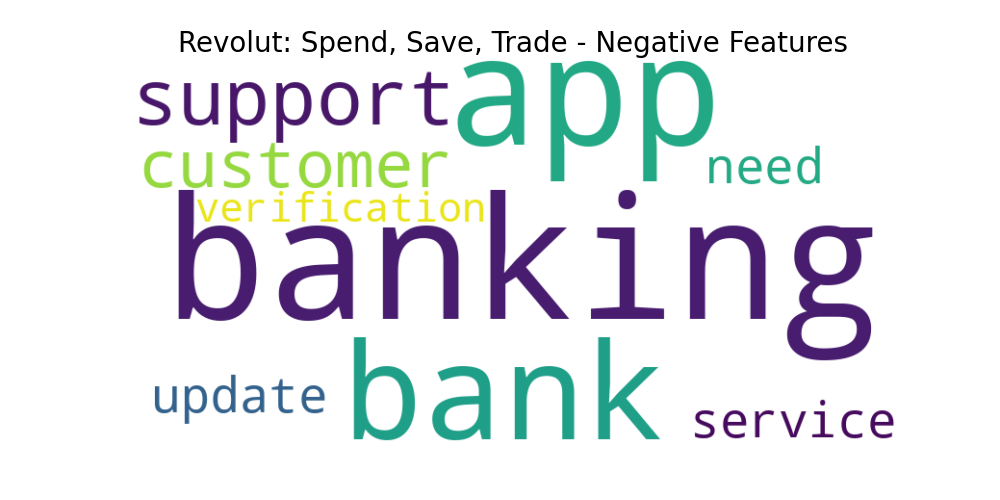 Revolut: Spend, Save, Trade - Negative Features
support app
customer need
verification
banking
bank
update service